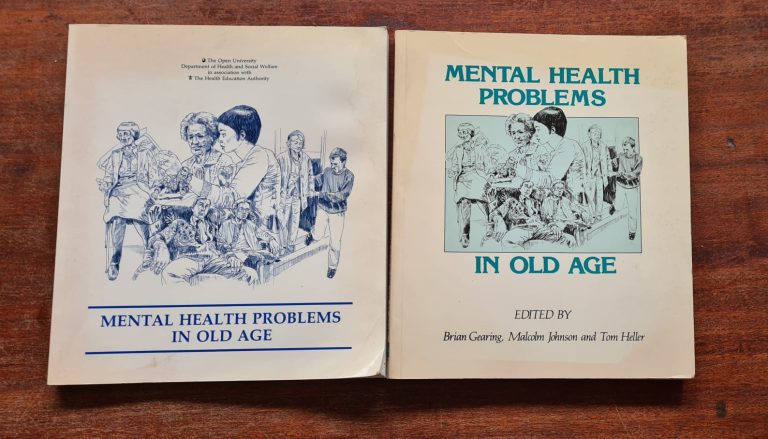 The Open University
Department of Health and Social Welfare
in association with
The Health Education Authority
MENTAL HEALTH PROBLEMS
IN OLD AGE
MENTAL HEALTH
PROBLEMS
IN OLD AGE
EDITED BY
Brian Gearing, Malcolm Johnson and Tom Heller